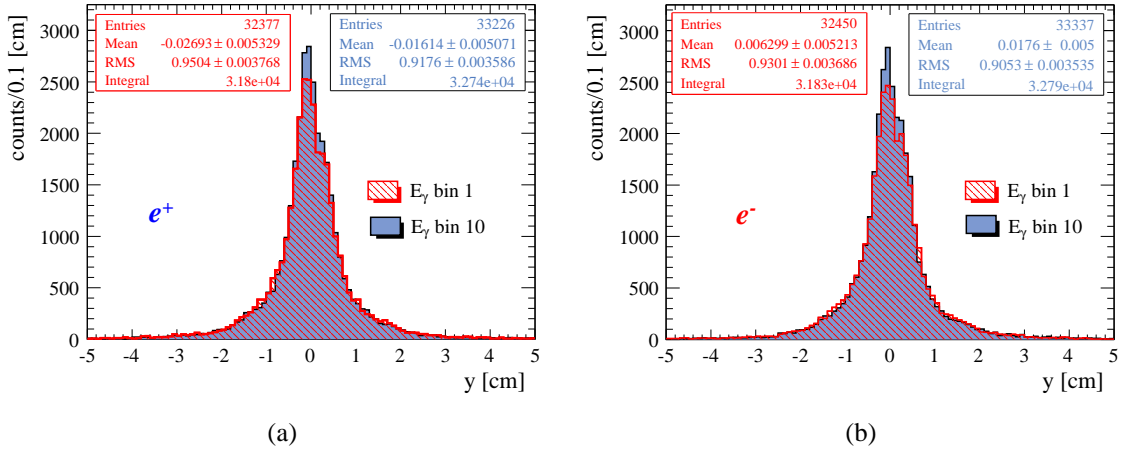 Entries 32377
Mean -0.02693 ± 0.005329
RMS 0.9504 ± 0.003768
Integral 3.18e+04
Entries 33226
Mean -0.01614 ± 0.005071
RMS 0.9176 ± 0.003586
Integral 3.274e+04
counts/0.1 [cm]
3000
2500
2000
1500
1000
500
0
e⁺
Eγ bin 1
Eγ bin 10
-5 -4 -3 -2 -1 0 1 2 3 4 5
y [cm]
(a)
Entries 32450
Mean 0.006299 ± 0.005213
RMS 0.9301 ± 0.003686
Integral 3.183e+04
Entries 33337
Mean 0.0176 ± 0.005
RMS 0.9053 ± 0.003535
Integral 3.279e+04
counts/0.1 [cm]
3000
2500
2000
1500
1000
500
0
e⁻
Eγ bin 1
Eγ bin 10
-5 -4 -3 -2 -1 0 1 2 3 4 5
y [cm]
(b)